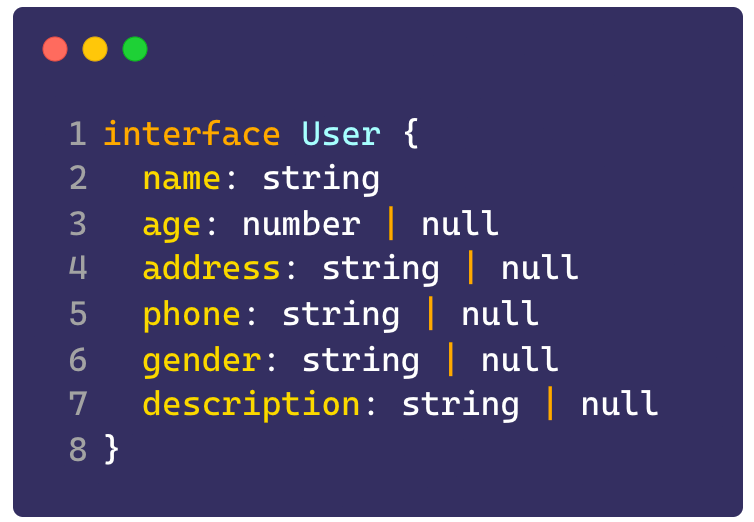 1 interface User {
2   name: string
3   age: number | null
4   address: string | null
5   phone: string | null
6   gender: string | null
7   description: string | null
8 }